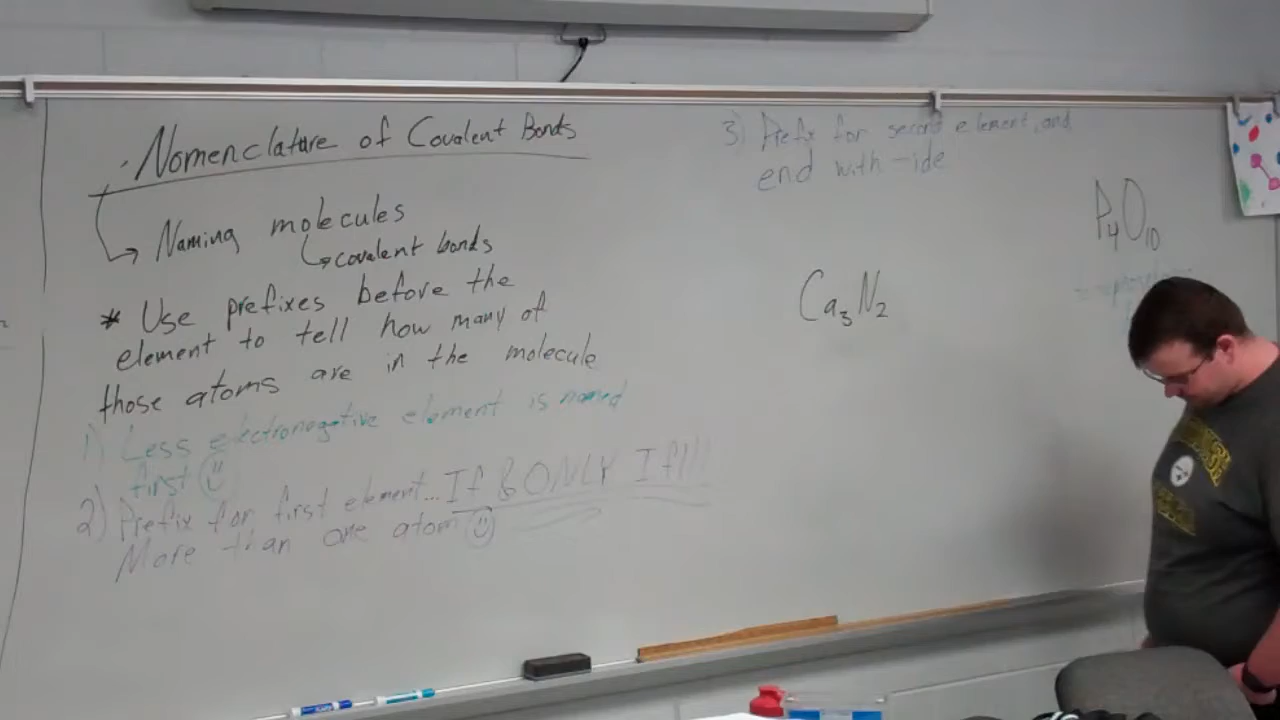 Nomenclature of Covalent Bonds
Naming molecules
covalent bonds
* Use prefixes before the
element to tell how many of
those atoms are in the molecule
1) Less electronegative element is named
first
2) Prefix for first element... If & ONLY If!!!
More than one atom
3) Prefix for second element, and
end with -ide
P4O10
Ca3N2